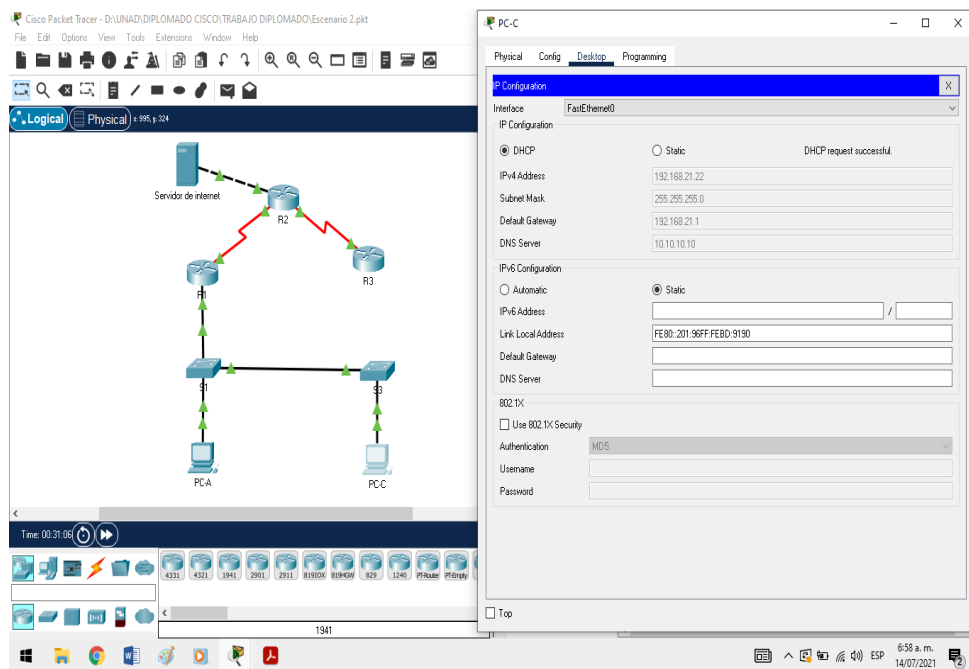 Cisco Packet Tracer - D:\UNAD\DIPLOMADO CISCO\TRABAJO DIPLOMADO\Escenario 2.pkt
File Edit Options View Tools Extensions Window Help
Logical Physical x: 995, y: 324
Servidor de internet
R2
R3
R1
S1
S3
PC-A
PC-C
Time: 00:31:06
4331 4321 1941 2901 2911 819IOX 819HGW 829 1240 PT-Router PT-Empty
1941
PC-C
Physical Config Desktop Programming
IP Configuration X
Interface FastEthernet0
IP Configuration
DHCP Static DHCP request successful.
IPv4 Address 192.168.21.22
Subnet Mask 255.255.255.0
Default Gateway 192.168.21.1
DNS Server 10.10.10.10
IPv6 Configuration
Automatic Static
IPv6 Address /
Link Local Address FE80::201:96FF:FEBD:9190
Default Gateway
DNS Server
802.1X
Use 802.1X Security
Authentication MD5
Username
Password
Top
ESP 6:58 a. m.
14/07/2021 2